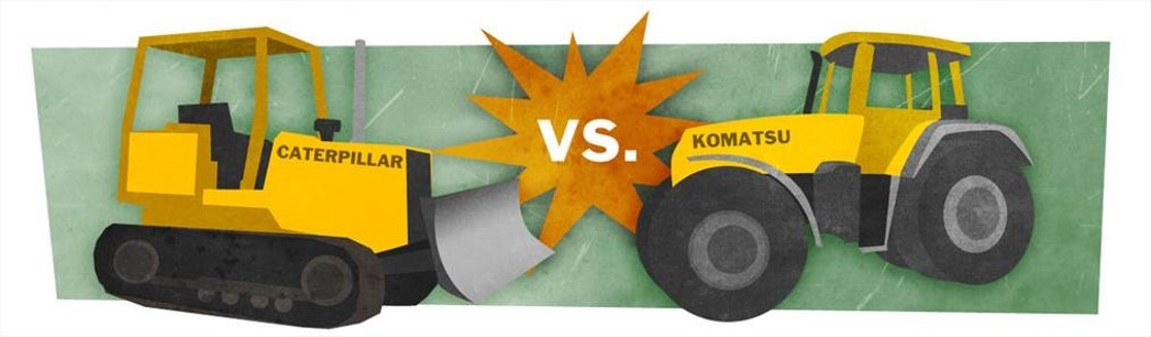 CATERPILLAR
VS.
KOMATSU